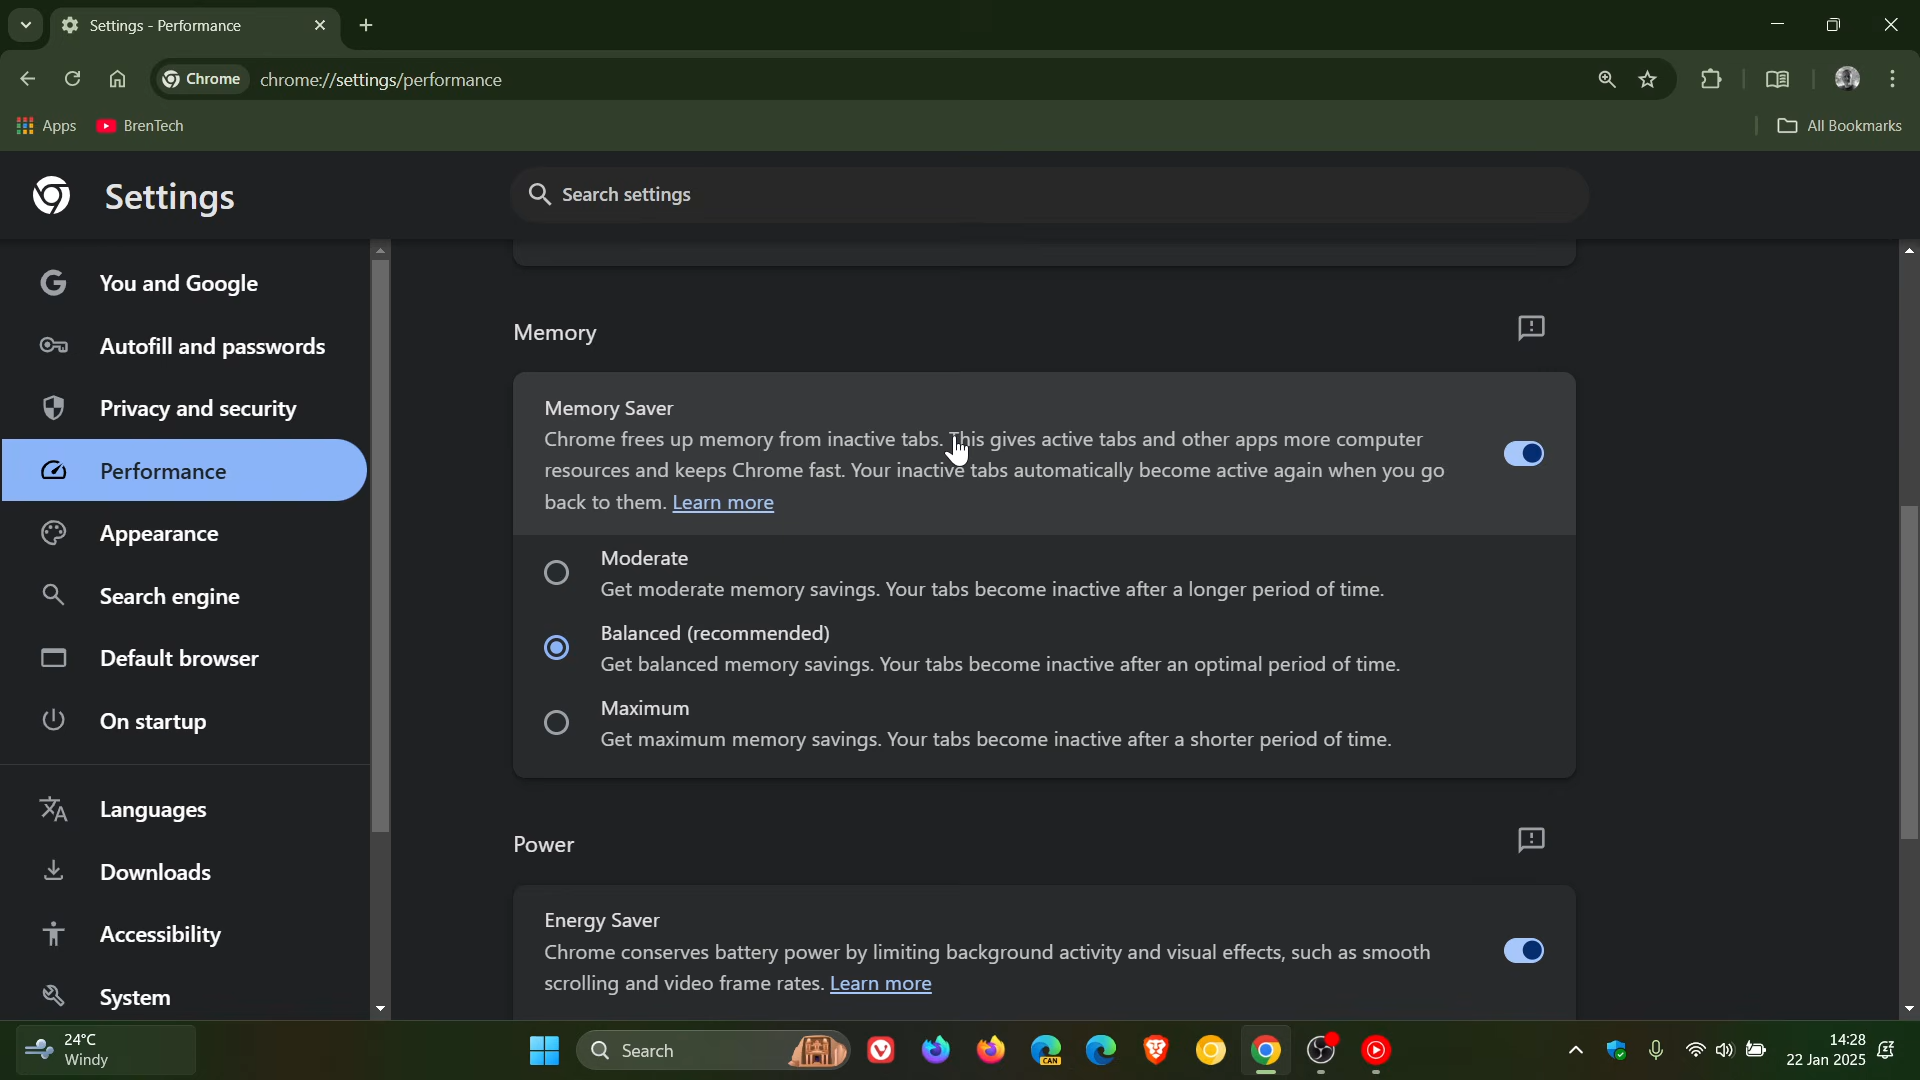 Settings - Performance
Chrome chrome://settings/performance
Apps BrenTech All Bookmarks
Settings Search settings
You and Google
Autofill and passwords
Privacy and security
Performance
Appearance
Search engine
Default browser
On startup
Languages
Downloads
Accessibility
System
Memory
Memory Saver
Chrome frees up memory from inactive tabs. This gives active tabs and other apps more computer
resources and keeps Chrome fast. Your inactive tabs automatically become active again when you go
back to them. Learn more
Moderate
Get moderate memory savings. Your tabs become inactive after a longer period of time.
Balanced (recommended)
Get balanced memory savings. Your tabs become inactive after an optimal period of time.
Maximum
Get maximum memory savings. Your tabs become inactive after a shorter period of time.
Power
Energy Saver
Chrome conserves battery power by limiting background activity and visual effects, such as smooth
scrolling and video frame rates. Learn more
24°C
Windy
Search
CAN
14:28
22 Jan 2025